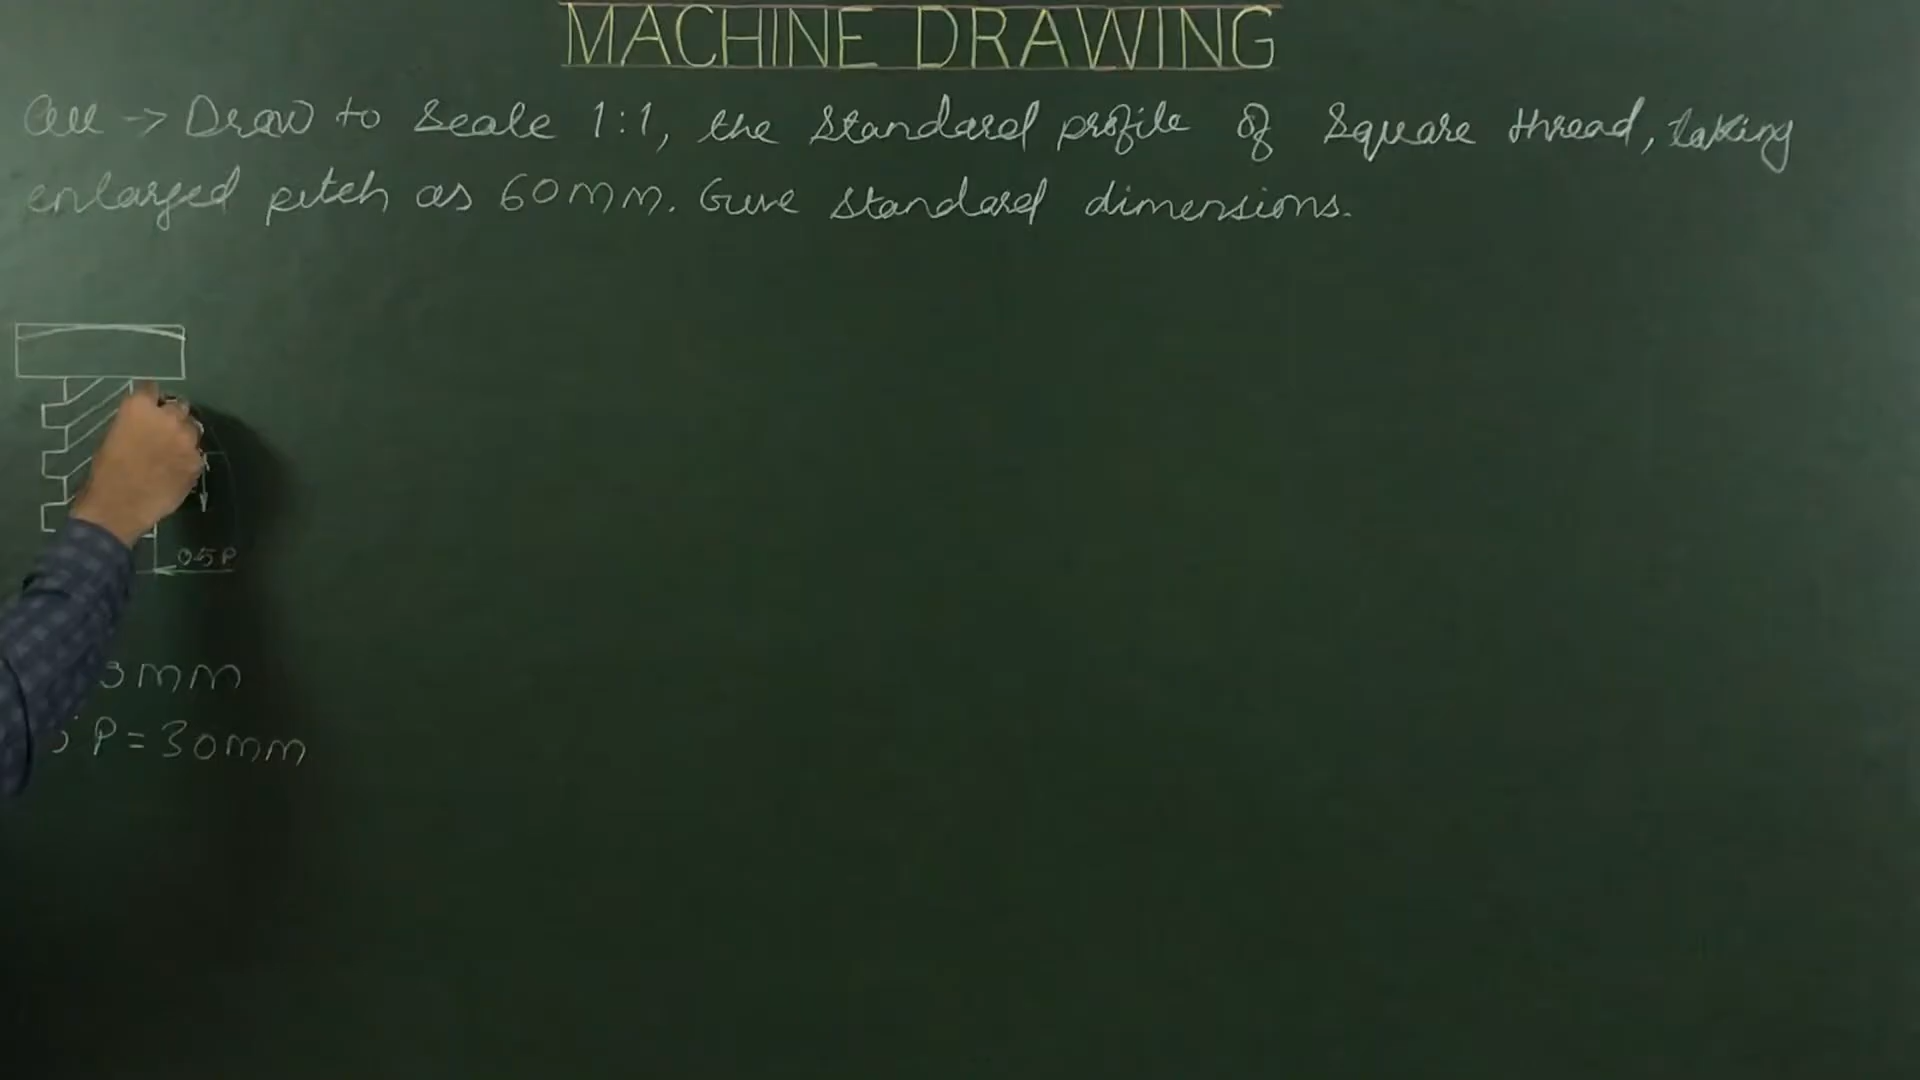 MACHINE DRAWING
Que → Draw to Scale 1:1, the standard profile of square thread, taking
enlarged pitch as 60mm. Give standard dimensions.
0.5P
3mm
P=30mm